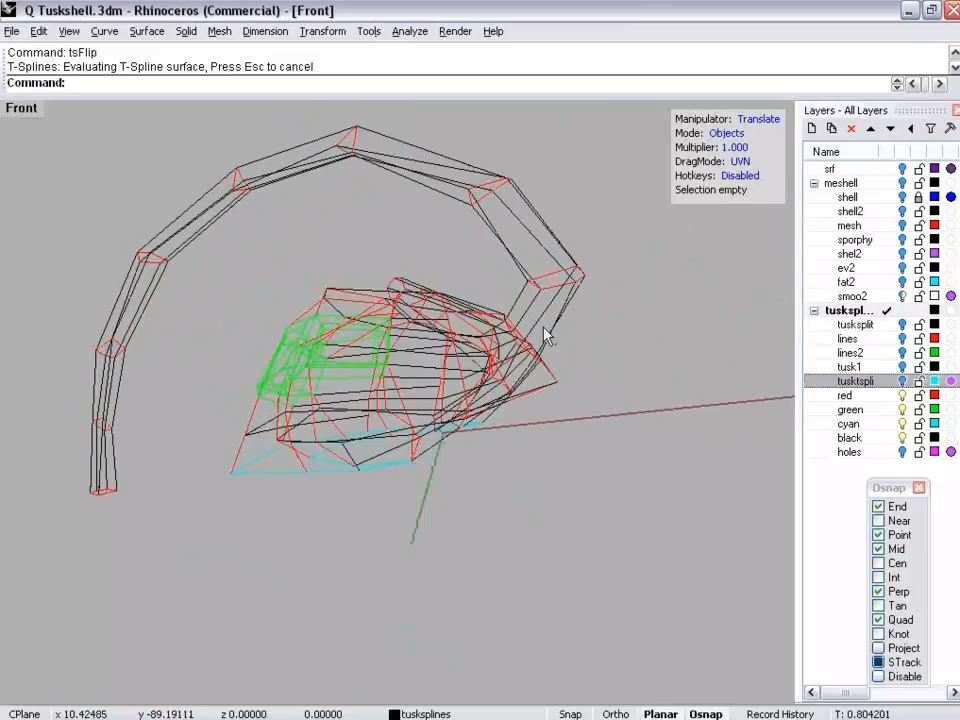 Q Tuskshell.3dm - Rhinoceros (Commercial) - [Front]
File Edit View Curve Surface Solid Mesh Dimension Transform Tools Analyze Render Help
Command: tsFlip
T-Splines: Evaluating T-Spline surface, Press Esc to cancel
Command:
Front
Manipulator: Translate
Mode: Objects
Multiplier: 1.000
DragMode: UVN
Hotkeys: Disabled
Selection empty
Layers - All Layers
Name
srf
meshell
shell
shell2
mesh
sporphy
shel2
ev2
fat2
smoo2
tuskspl...
tusksplit
lines
lines2
tusk1
tusktspli
red
green
cyan
black
holes
Osnap
End
Near
Point
Mid
Cen
Int
Perp
Tan
Quad
Knot
Project
STrack
Disable
CPlane x 10.42485 y -89.19111 z 0.00000 0.00000 tusksplines Snap Ortho Planar Osnap Record History T: 0.804201